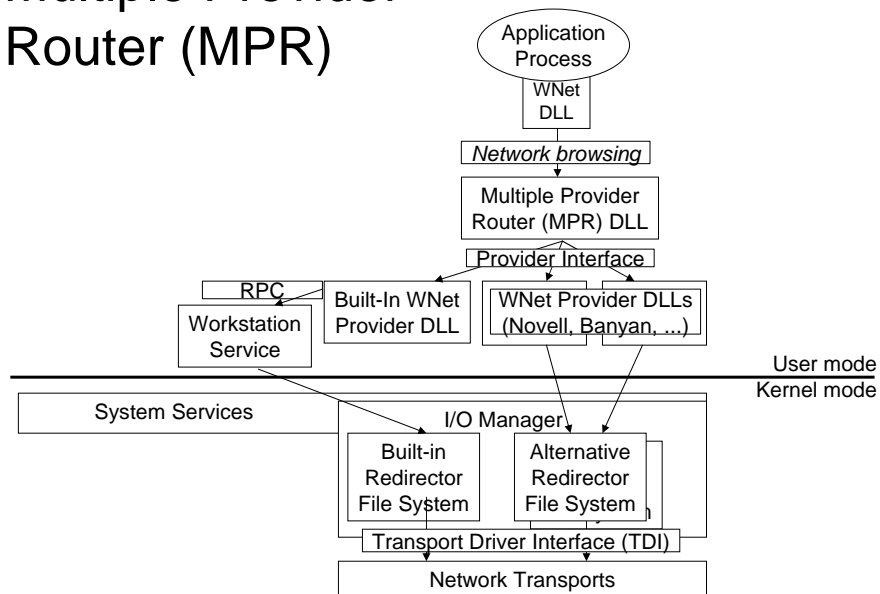 Multiple Provider
Router (MPR)
Application
Process
WNet
DLL
Network browsing
Multiple Provider
Router (MPR) DLL
Provider Interface
RPC
Built-In WNet
Provider DLL
WNet Provider DLLs
(Novell, Banyan, ...)
Workstation
Service
User mode
Kernel mode
System Services
I/O Manager
Built-in
Redirector
File System
Alternative
Redirector
File System
Transport Driver Interface (TDI)
Network Transports